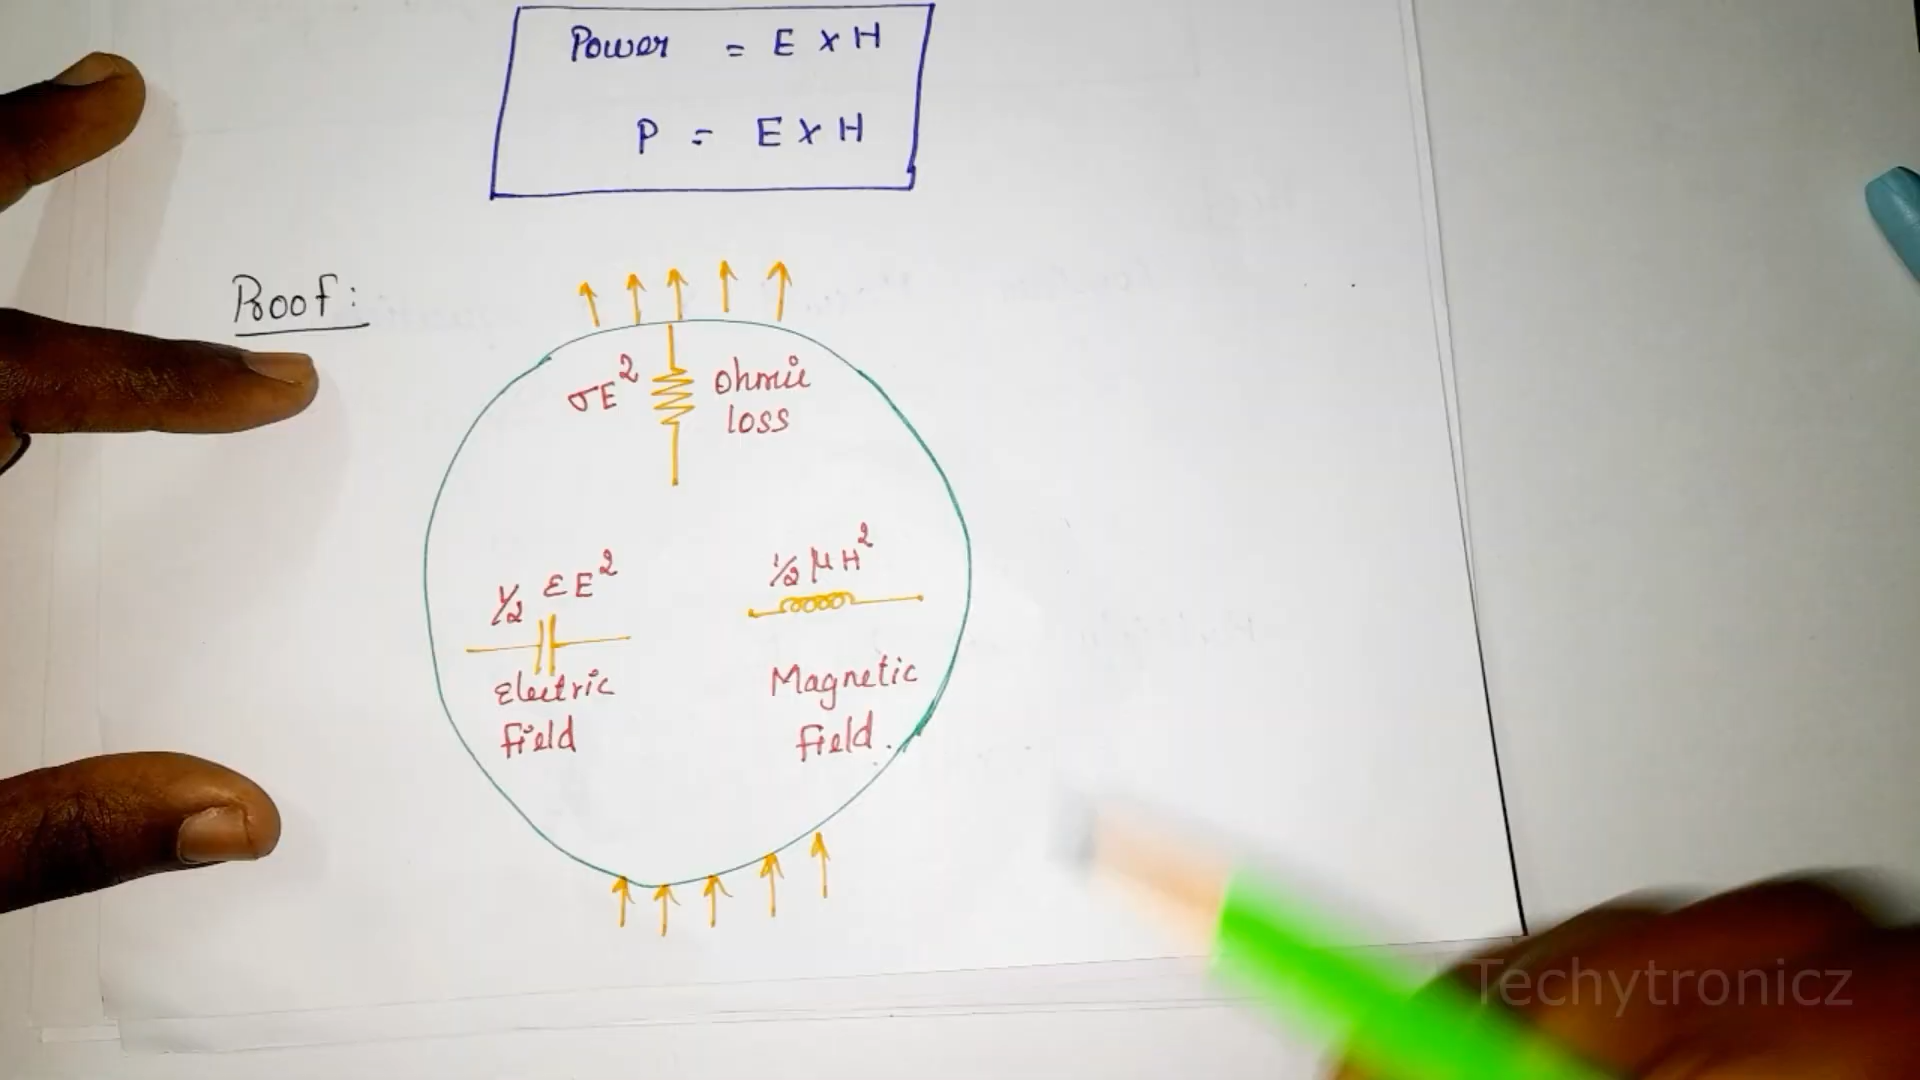 Power = E × H
P = E × H
Proof:
σE² Ohmic
loss
½ εE²
½ μH²
Electric
field
Magnetic
field.
Techytronicz